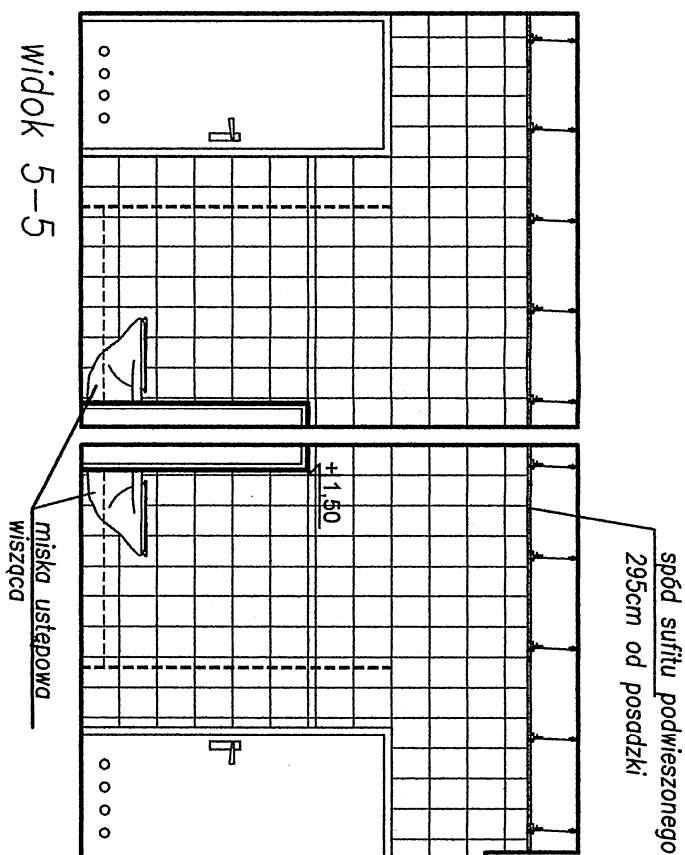 spód sufitu podwieszonego
295cm od posadzki
+1,50
miska ustępowa
wisząca
widok 5-5